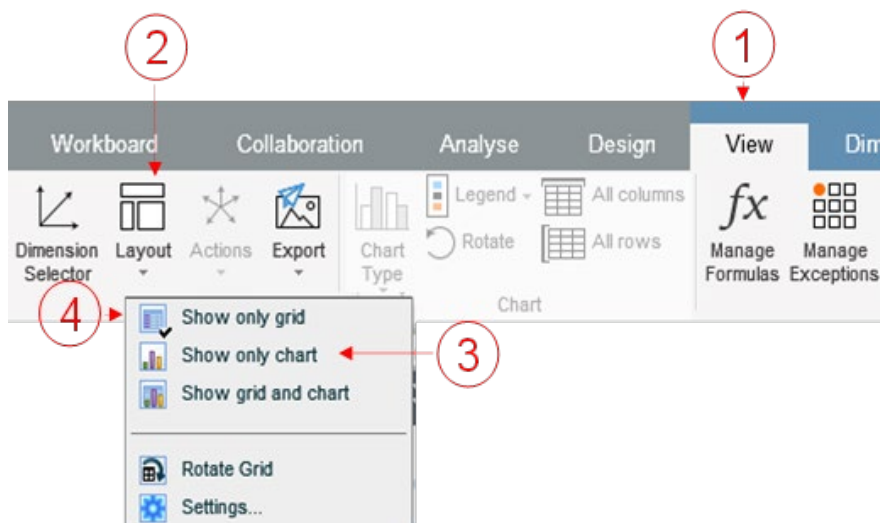 2
1
Workboard Collaboration Analyse Design View Dim
Dimension
Selector
Layout
Actions
Export
Chart
Type
Legend
Rotate
All columns
All rows
Chart
fx
Manage
Formulas
Manage
Exceptions
4
Show only grid
Show only chart
3
Show grid and chart
Rotate Grid
Settings...